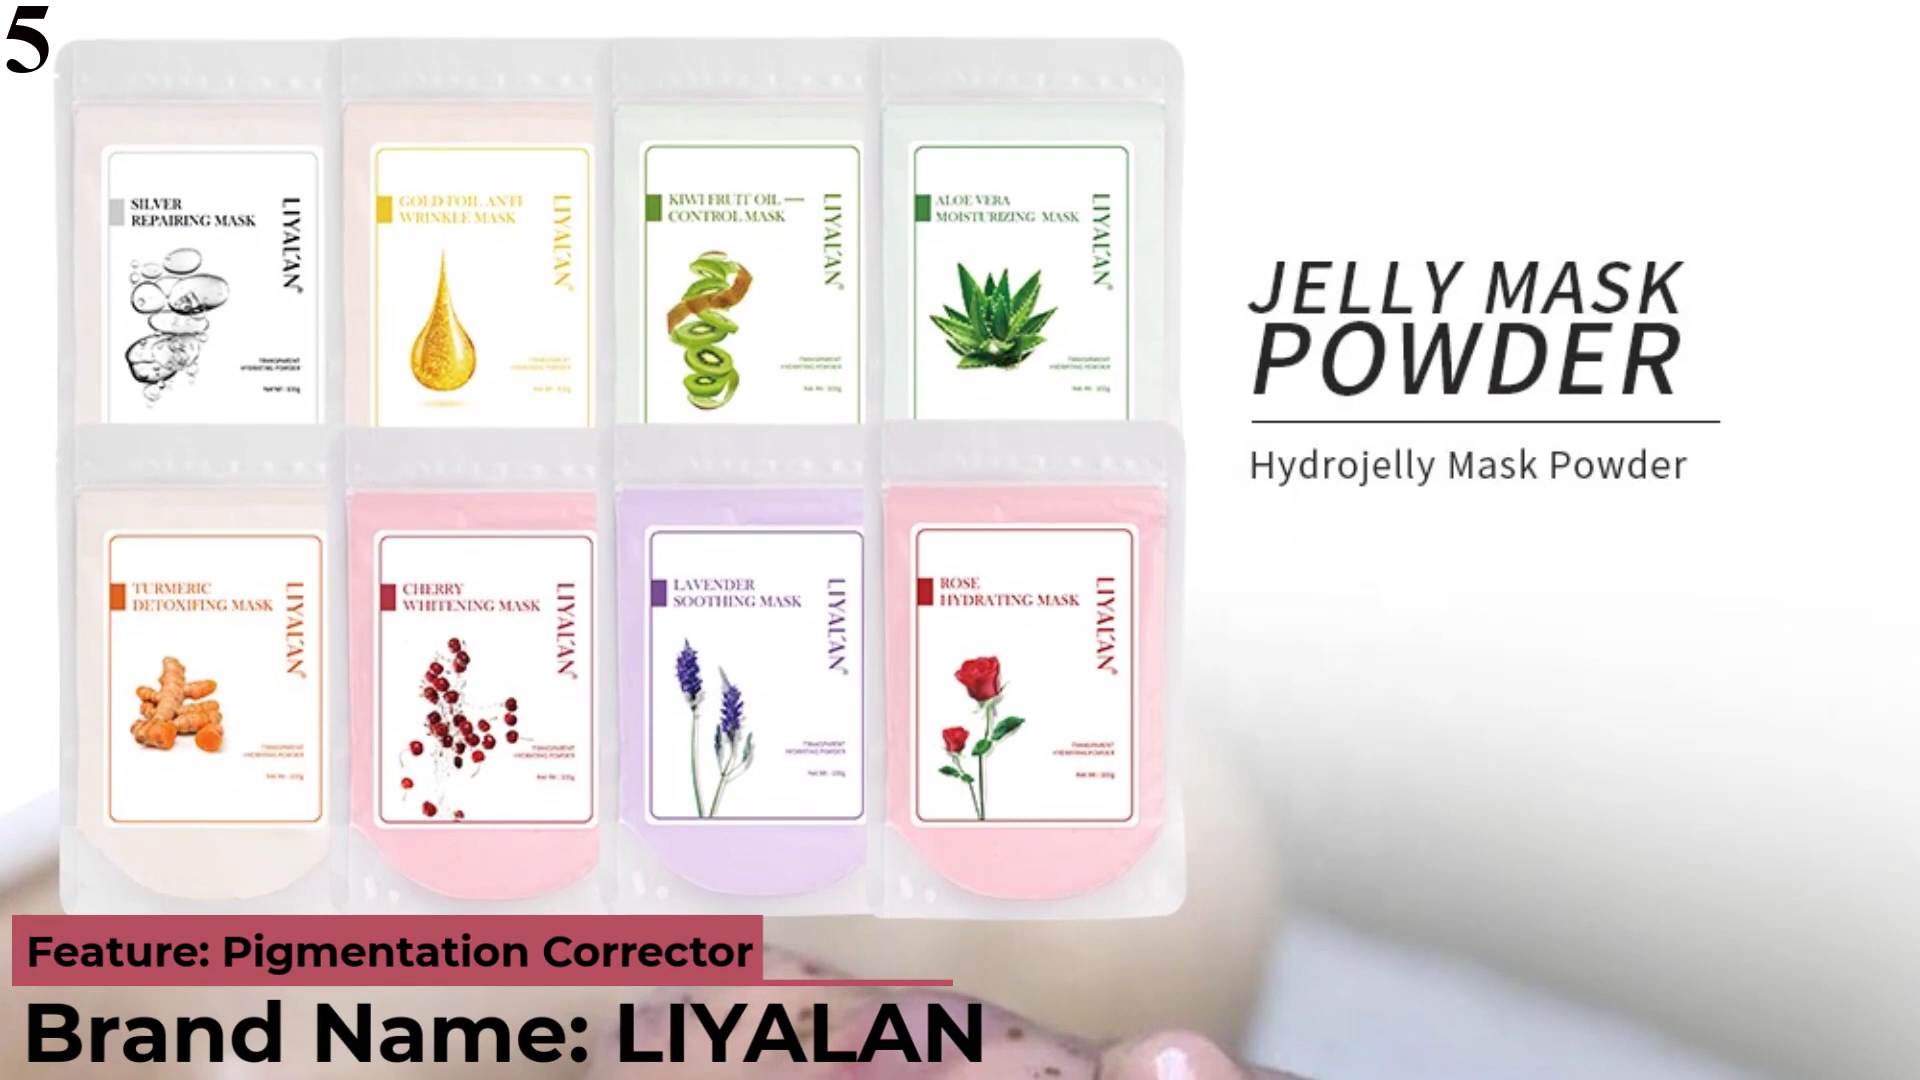 5
SILVER
REPAIRING MASK
LIYALAN
GOLD FOIL ANTI
WRINKLE MASK
LIYALAN
KIWI FRUIT OIL —
CONTROL MASK
LIYALAN
ALOE VERA
MOISTURIZING MASK
LIYALAN
JELLY MASK
POWDER
Hydrojelly Mask Powder
TURMERIC
DETOXIFING MASK
LIYALAN
CHERRY
WHITENING MASK
LIYALAN
LAVENDER
SOOTHING MASK
LIYALAN
ROSE
HYDRATING MASK
LIYALAN
Feature: Pigmentation Corrector
Brand Name: LIYALAN